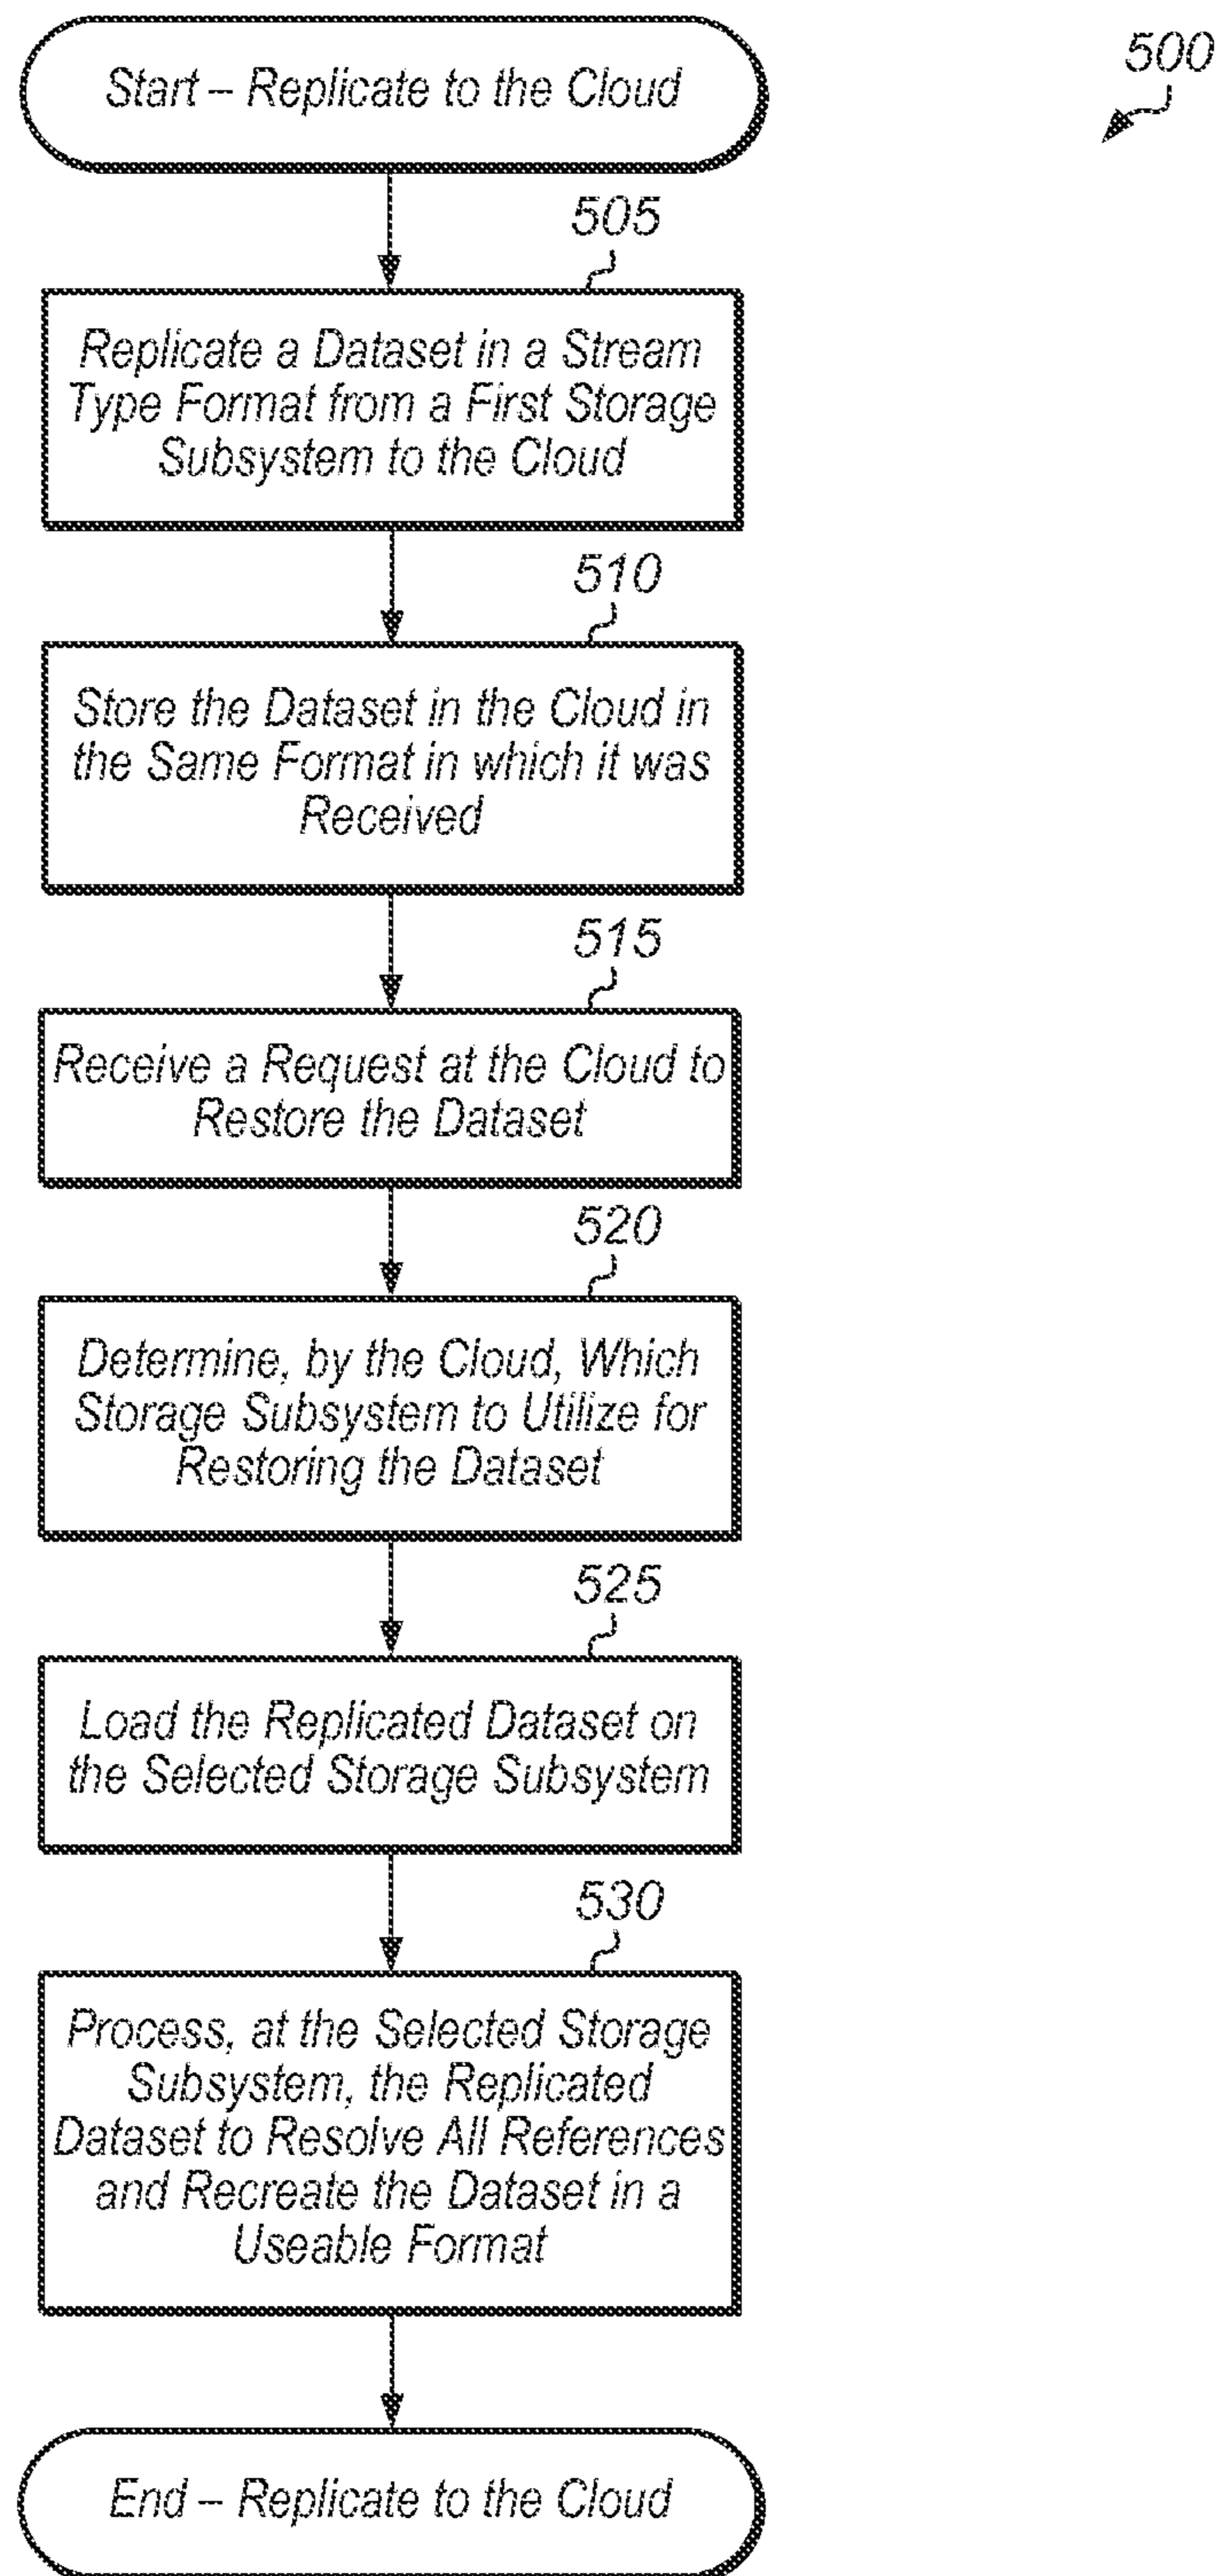 Start – Replicate to the Cloud
500
505
Replicate a Dataset in a Stream
Type Format from a First Storage
Subsystem to the Cloud
510
Store the Dataset in the Cloud in
the Same Format in which it was
Received
515
Receive a Request at the Cloud to
Restore the Dataset
520
Determine, by the Cloud, Which
Storage Subsystem to Utilize for
Restoring the Dataset
525
Load the Replicated Dataset on
the Selected Storage Subsystem
530
Process, at the Selected Storage
Subsystem, the Replicated
Dataset to Resolve All References
and Recreate the Dataset in a
Useable Format
End – Replicate to the Cloud